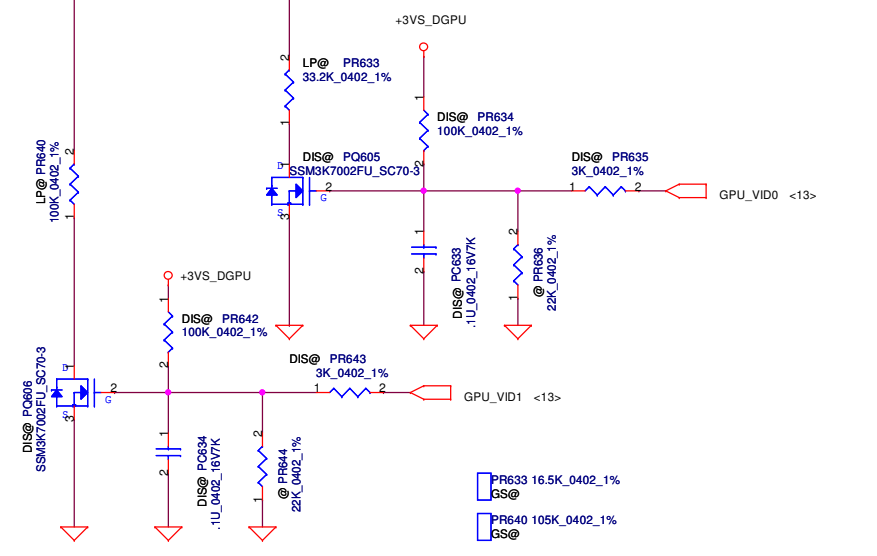 +3VS_DGPU
2
LP@ PR633
33.2K_0402_1%
1
1
DIS@ PR634
100K_0402_1%
2
LP@ PR640
100K_0402_1%
2
1
DIS@ PQ605
SSM3K7002FU_SC70-3
D
1
2
G
S
3
DIS@ PR635
3K_0402_1%
1
2
GPU_VID0 <13>
1
2
DIS@ PC633
.1U_0402_16V7K
2
1
@ PR636
22K_0402_1%
+3VS_DGPU
1
DIS@ PR642
100K_0402_1%
2
DIS@ PR643
3K_0402_1%
1
2
GPU_VID1 <13>
DIS@ PQ606
SSM3K7002FU_SC70-3
D
1
2
G
S
3
1
2
DIS@ PC634
.1U_0402_16V7K
2
1
@ PR644
22K_0402_1%
PR633 16.5K_0402_1%
GS@
PR640 105K_0402_1%
GS@